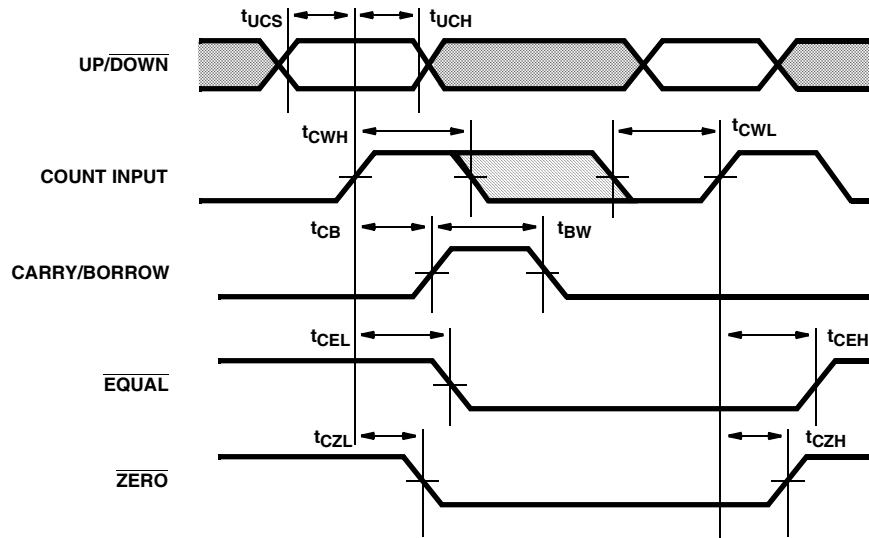 tUCS tUCH
UP/DOWN
tCWH tCWL
COUNT INPUT
tCB tBW
CARRY/BORROW
tCEL tCEH
EQUAL
tCZL tCZH
ZERO